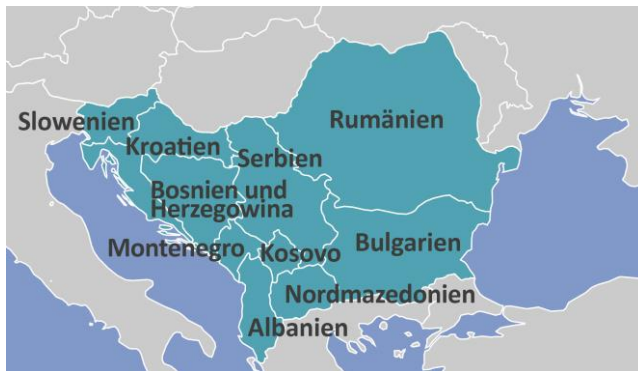 Slowenien
Rumänien
Kroatien
Serbien
Bosnien und
Herzegowina
Montenegro
Kosovo
Bulgarien
Nordmazedonien
Albanien